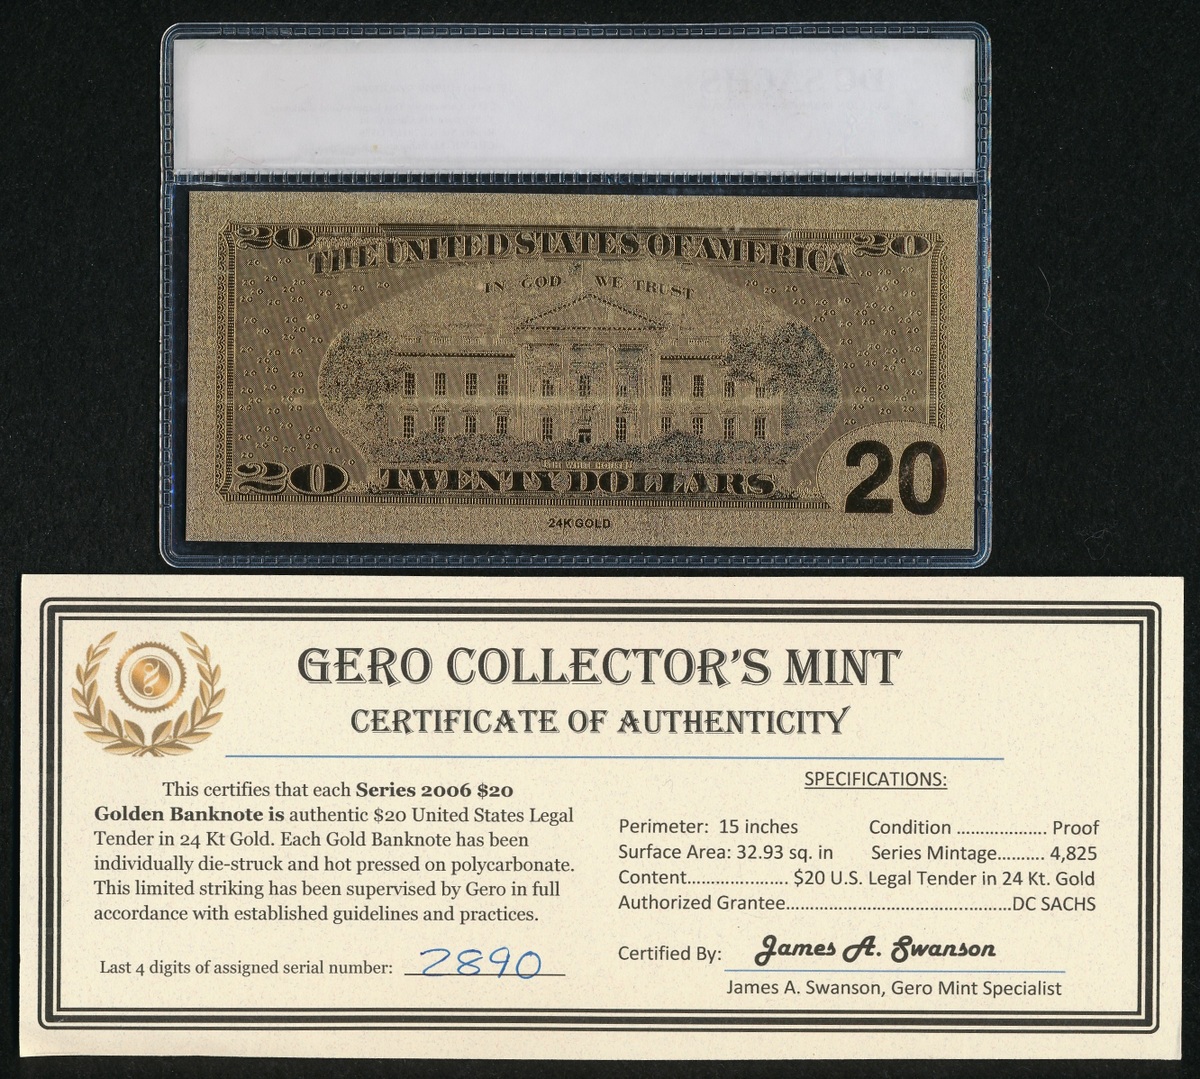 DC SACHS
20
20
THE UNITED STATES OF AMERICA
IN GOD WE TRUST
THE WHITE HOUSE
20
TWENTY DOLLARS
20
24K GOLD
GERO COLLECTOR'S MINT
CERTIFICATE OF AUTHENTICITY
This certifies that each Series 2006 $20
Golden Banknote is authentic $20 United States Legal
Tender in 24 Kt Gold. Each Gold Banknote has been
individually die-struck and hot pressed on polycarbonate.
This limited striking has been supervised by Gero in full
accordance with established guidelines and practices.
Last 4 digits of assigned serial number: 2890
SPECIFICATIONS:
Perimeter: 15 inches Condition .................. Proof
Surface Area: 32.93 sq. in Series Mintage.......... 4,825
Content...................... $20 U.S. Legal Tender in 24 Kt. Gold
Authorized Grantee.................................................DC SACHS
Certified By: James A. Swanson
James A. Swanson, Gero Mint Specialist